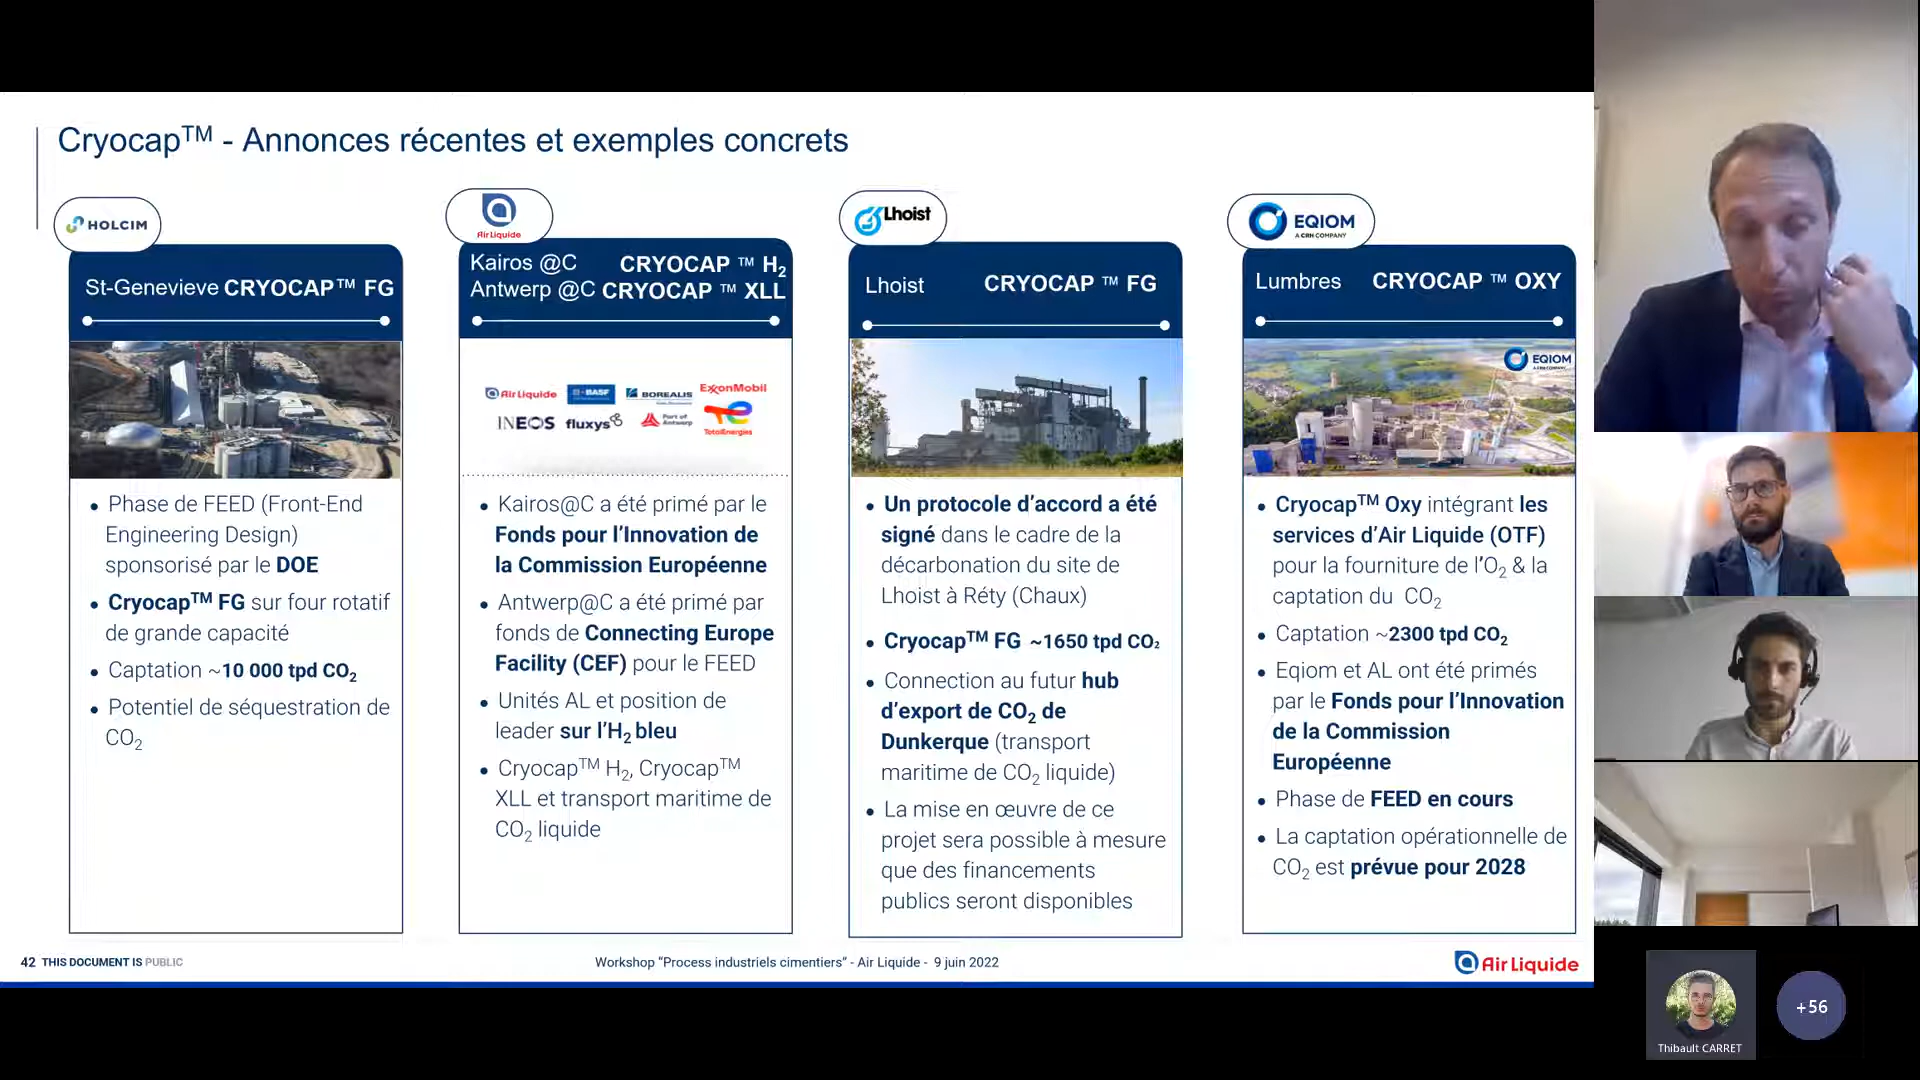 Cryocap™ - Annonces récentes et exemples concrets
HOLCIM
St-Genevieve CRYOCAP™ FG
• Phase de FEED (Front-End
Engineering Design)
sponsorisé par le DOE
• Cryocap™ FG sur four rotatif
de grande capacité
• Captation ~10 000 tpd CO₂
• Potentiel de séquestration de
CO₂
Air Liquide
Kairos @C CRYOCAP ™ H₂
Antwerp @C CRYOCAP ™ XLL
Air Liquide BASF BOREALIS ExxonMobil
INEOS fluxys Port of Antwerp TotalEnergies
• Kairos@C a été primé par le
Fonds pour l’Innovation de
la Commission Européenne
• Antwerp@C a été primé par
fonds de Connecting Europe
Facility (CEF) pour le FEED
• Unités AL et position de
leader sur l’H₂ bleu
• Cryocap™ H₂, Cryocap™
XLL et transport maritime de
CO₂ liquide
Lhoist
Lhoist CRYOCAP ™ FG
• Un protocole d’accord a été
signé dans le cadre de la
décarbonation du site de
Lhoist à Réty (Chaux)
• Cryocap™ FG ~1650 tpd CO₂
• Connection au futur hub
d’export de CO₂ de
Dunkerque (transport
maritime de CO₂ liquide)
• La mise en œuvre de ce
projet sera possible à mesure
que des financements
publics seront disponibles
EQIOM
A CRH COMPANY
Lumbres CRYOCAP ™ OXY
EQIOM
A CRH COMPANY
• Cryocap™ Oxy intégrant les
services d’Air Liquide (OTF)
pour la fourniture de l’O₂ & la
captation du CO₂
• Captation ~2300 tpd CO₂
• Eqiom et AL ont été primés
par le Fonds pour l’Innovation
de la Commission
Européenne
• Phase de FEED en cours
• La captation opérationnelle de
CO₂ est prévue pour 2028
42 THIS DOCUMENT IS PUBLIC
Workshop “Process industriels cimentiers” - Air Liquide - 9 juin 2022
Air Liquide
Thibault CARRET
+56